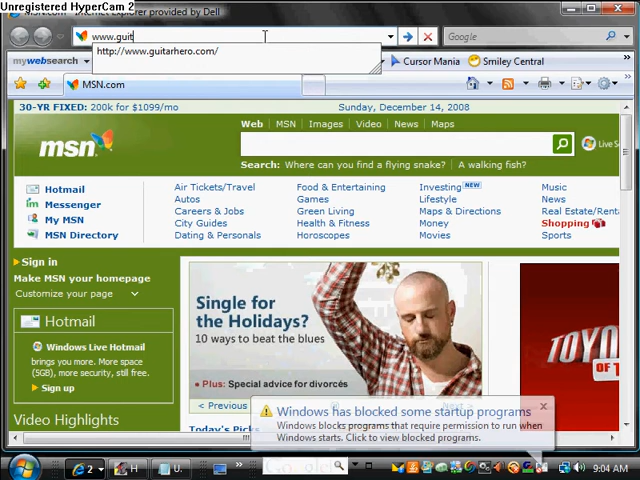 Unregistered HyperCam 2
MSN.com - Internet Explorer provided by Dell
www.guit
Google
http://www.guitarhero.com/
mywebsearch
Cursor Mania
Smiley Central
MSN.com
30-YR FIXED: 200k for $1099/mo
Sunday, December 14, 2008
msn
Web | MSN | Images | Video | News | Maps
Live
Search: Where can you find a flying snake? | A walking fish?
Hotmail
Messenger
My MSN
MSN Directory
Air Tickets/Travel
Autos
Careers & Jobs
City Guides
Dating & Personals
Food & Entertaining
Games
Green Living
Health & Fitness
Horoscopes
Investing NEW
Lifestyle
Maps & Directions
Money
Movies
Music
News
Real Estate/Renta
Shopping
Sports
Sign in
Make MSN your homepage
Customize your page
Hotmail
Windows Live Hotmail
brings you more. More space
(5GB), more security, still free.
Sign up
Video Highlights
Single for
the Holidays?
10 ways to beat the blues
• Plus: Special advice for divorcés
< Previous
Next >
Today's Picks
TOYO
OF T
Windows has blocked some startup programs
Windows blocks programs that require permission to run when
Windows starts. Click to view blocked programs.
2
H
U.
9:04 AM